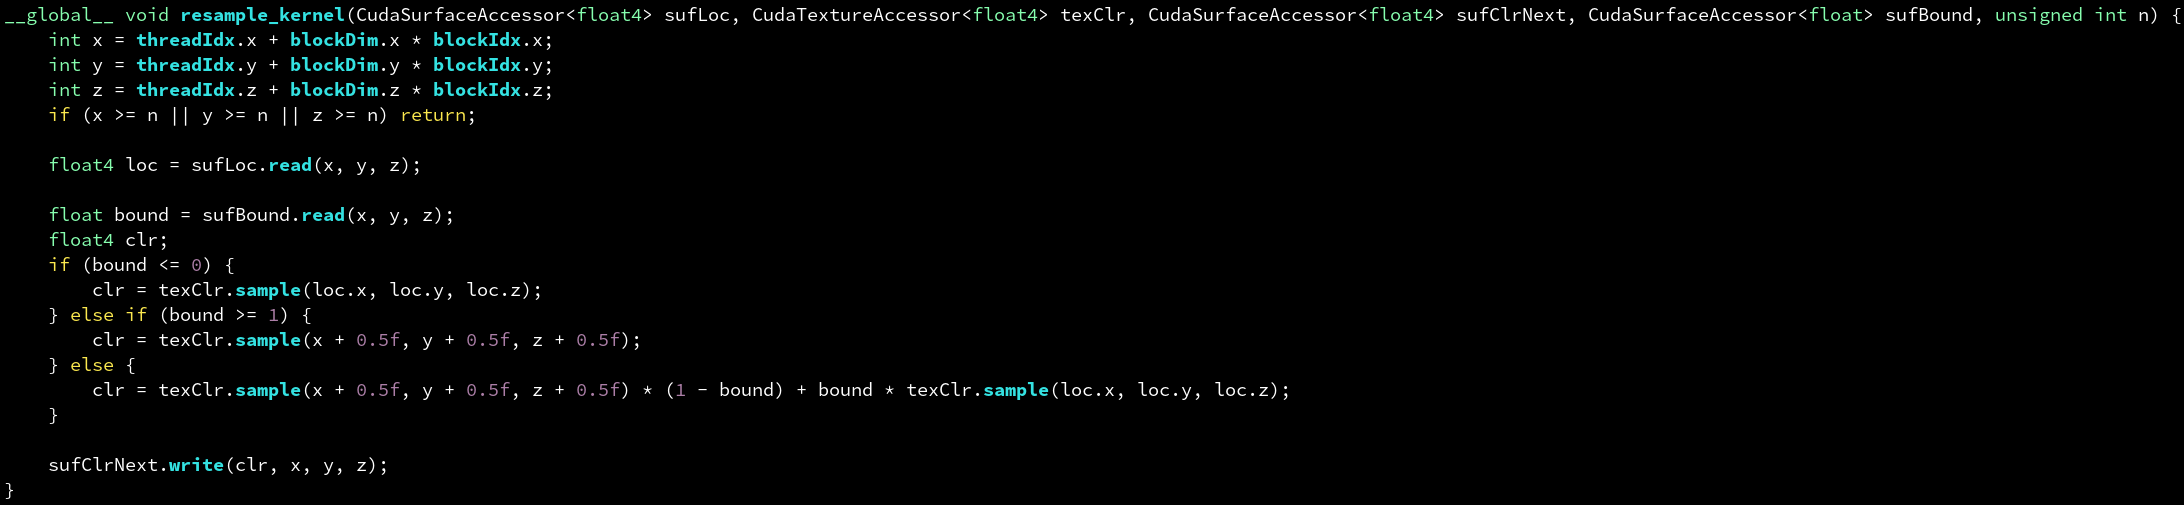 __global__ void resample_kernel(CudaSurfaceAccessor<float4> sufLoc, CudaTextureAccessor<float4> texClr, CudaSurfaceAccessor<float4> sufClrNext, CudaSurfaceAccessor<float> sufBound, unsigned int n) {
    int x = threadIdx.x + blockDim.x * blockIdx.x;
    int y = threadIdx.y + blockDim.y * blockIdx.y;
    int z = threadIdx.z + blockDim.z * blockIdx.z;
    if (x >= n || y >= n || z >= n) return;

    float4 loc = sufLoc.read(x, y, z);

    float bound = sufBound.read(x, y, z);
    float4 clr;
    if (bound <= 0) {
        clr = texClr.sample(loc.x, loc.y, loc.z);
    } else if (bound >= 1) {
        clr = texClr.sample(x + 0.5f, y + 0.5f, z + 0.5f);
    } else {
        clr = texClr.sample(x + 0.5f, y + 0.5f, z + 0.5f) * (1 - bound) + bound * texClr.sample(loc.x, loc.y, loc.z);
    }

    sufClrNext.write(clr, x, y, z);
}